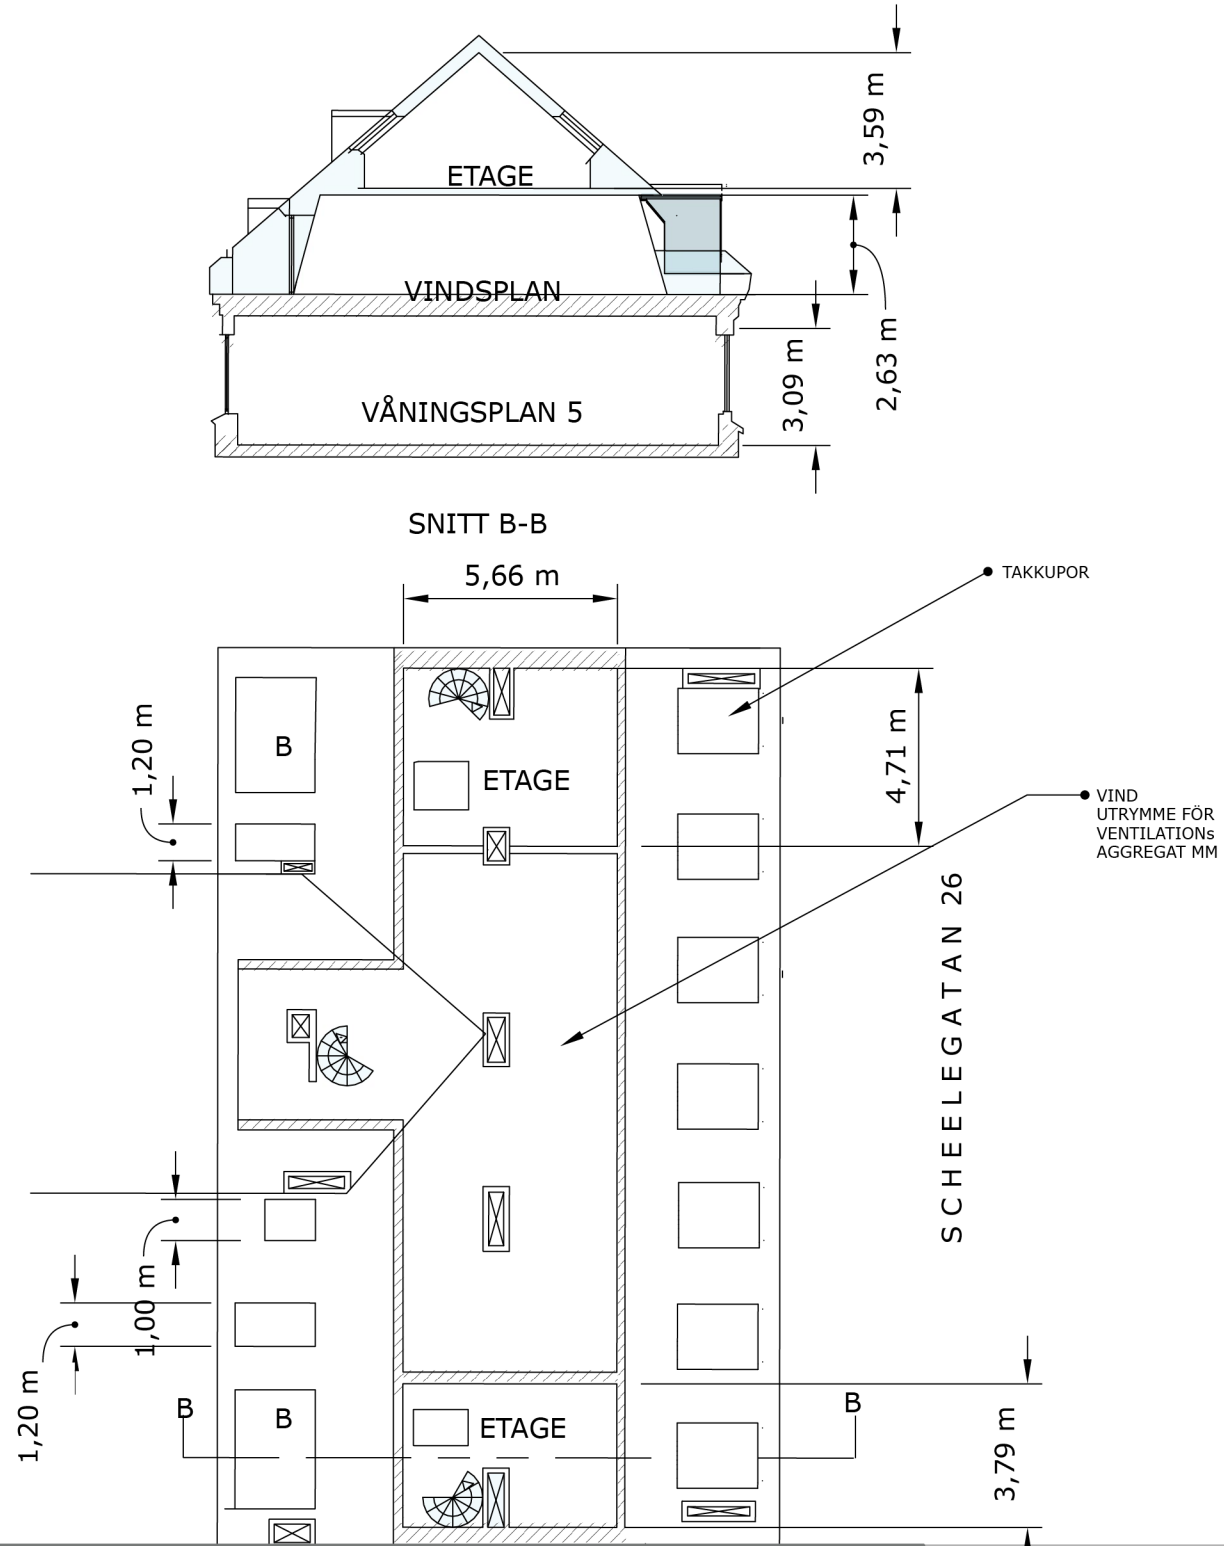 3,59 m
ETAGE
VINDSPLAN
2,63 m
3,09 m
VÅNINGSPLAN 5
SNITT B-B
5,66 m
TAKKUPOR
B
1,20 m
ETAGE
4,71 m
VIND
UTRYMME FÖR
VENTILATIONs
AGGREGAT MM
SCHEELEGATAN 26
1,00 m
1,20 m
B
B
ETAGE
B
3,79 m